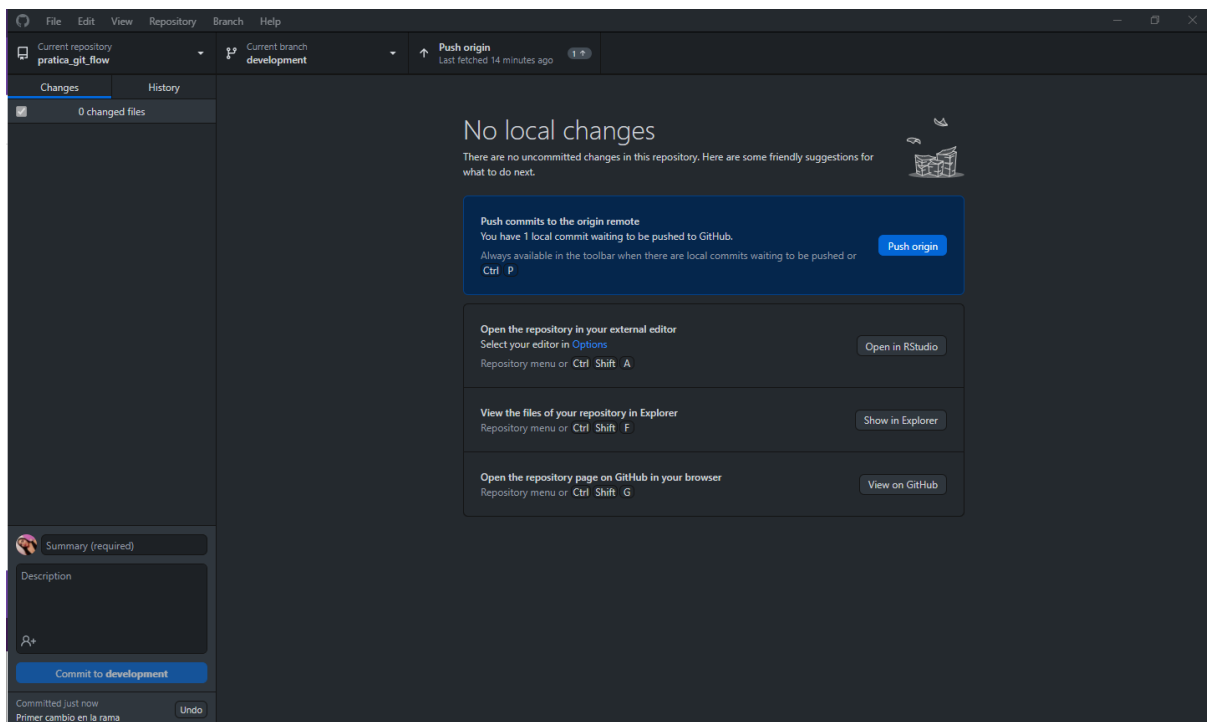 File Edit View Repository Branch Help
Current repository
pratica_git_flow
Current branch
development
Push origin
Last fetched 14 minutes ago
1
Changes History
0 changed files
No local changes
There are no uncommitted changes in this repository. Here are some friendly suggestions for
what to do next.
Push commits to the origin remote
You have 1 local commit waiting to be pushed to GitHub.
Always available in the toolbar when there are local commits waiting to be pushed or
Ctrl P
Push origin
Open the repository in your external editor
Select your editor in Options
Repository menu or Ctrl Shift A
Open in RStudio
View the files of your repository in Explorer
Repository menu or Ctrl Shift F
Show in Explorer
Open the repository page on GitHub in your browser
Repository menu or Ctrl Shift G
View on GitHub
Summary (required)
Description
Commit to development
Committed just now
Primer cambio en la rama
Undo